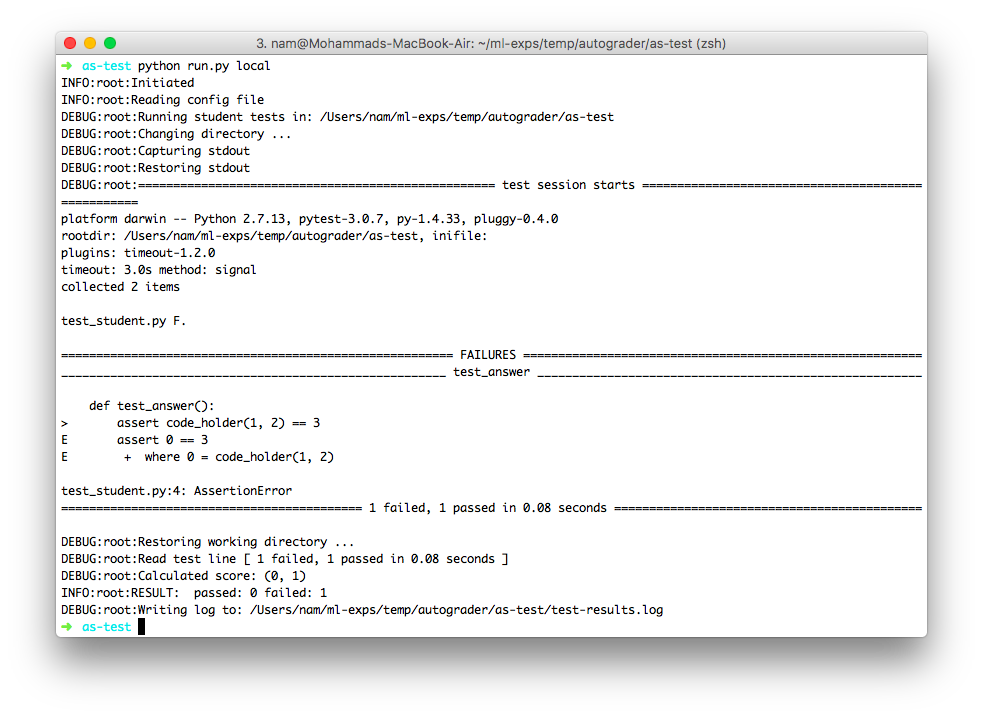 3. nam@Mohammads-MacBook-Air: ~/ml-exps/temp/autograder/as-test (zsh)
➜  as-test python run.py local
INFO:root:Initiated
INFO:root:Reading config file
DEBUG:root:Running student tests in: /Users/nam/ml-exps/temp/autograder/as-test
DEBUG:root:Changing directory ...
DEBUG:root:Capturing stdout
DEBUG:root:Restoring stdout
DEBUG:root:=================================================== test session starts ========================================
===========
platform darwin -- Python 2.7.13, pytest-3.0.7, py-1.4.33, pluggy-0.4.0
rootdir: /Users/nam/ml-exps/temp/autograder/as-test, inifile:
plugins: timeout-1.2.0
timeout: 3.0s method: signal
collected 2 items

test_student.py F.

======================================================== FAILURES =========================================================
_______________________________________________________ test_answer _______________________________________________________

    def test_answer():
>       assert code_holder(1, 2) == 3
E       assert 0 == 3
E        +  where 0 = code_holder(1, 2)

test_student.py:4: AssertionError
=========================================== 1 failed, 1 passed in 0.08 seconds ============================================

DEBUG:root:Restoring working directory ...
DEBUG:root:Read test line [ 1 failed, 1 passed in 0.08 seconds ]
DEBUG:root:Calculated score: (0, 1)
INFO:root:RESULT:  passed: 0 failed: 1
DEBUG:root:Writing log to: /Users/nam/ml-exps/temp/autograder/as-test/test-results.log
➜  as-test